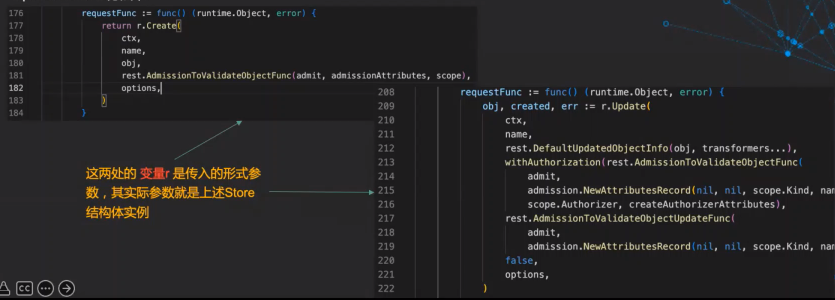 176 requestFunc := func() (runtime.Object, error) {
177 return r.Create(
178 ctx,
179 name,
180 obj,
181 rest.AdmissionToValidateObjectFunc(admit, admissionAttributes, scope),
182 options,
183 )
184 }
208 requestFunc := func() (runtime.Object, error) {
209 obj, created, err := r.Update(
210 ctx,
211 name,
212 rest.DefaultUpdatedObjectInfo(obj, transformers...),
213 withAuthorization(rest.AdmissionToValidateObjectFunc(
214 admit,
215 admission.NewAttributesRecord(nil, nil, scope.Kind, nam
216 scope.Authorizer, createAuthorizerAttributes),
217 rest.AdmissionToValidateObjectUpdateFunc(
218 admit,
219 admission.NewAttributesRecord(nil, nil, scope.Kind, nam
220 false,
221 options,
222 )
这两处的 变量r 是传入的形式参
数，其实际参数就是上述Store
结构体实例
CC